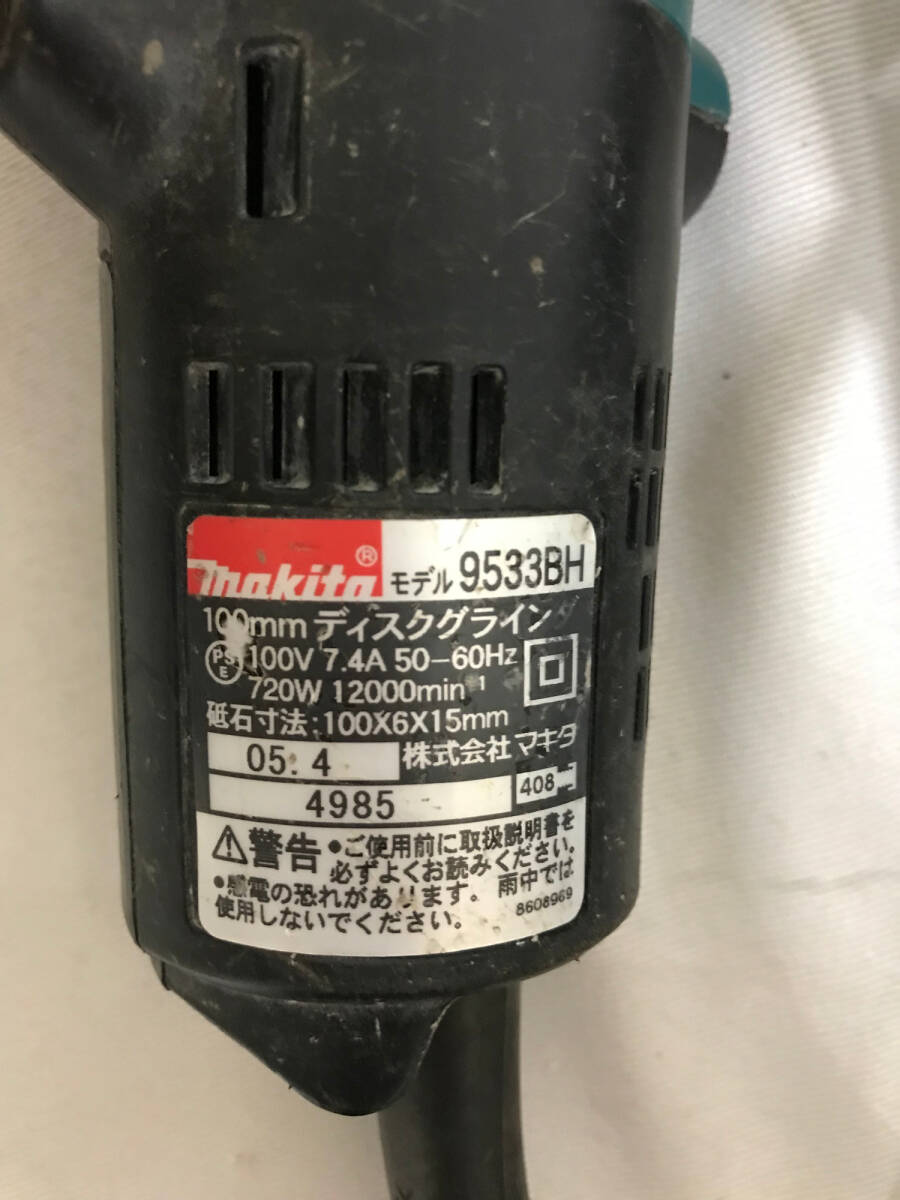 makita® モデル 9533BH
100mm ディスクグライン
PS E 100V 7.4A 50-60Hz
720W 12000min⁻¹
砥石寸法:100X6X15mm
05. 4 株式会社マキタ
4985 408
警告 •ご使用前に取扱説明書を
必ずよくお読みください。
•感電の恐れがあります。雨中では
使用しないでください。 8608969